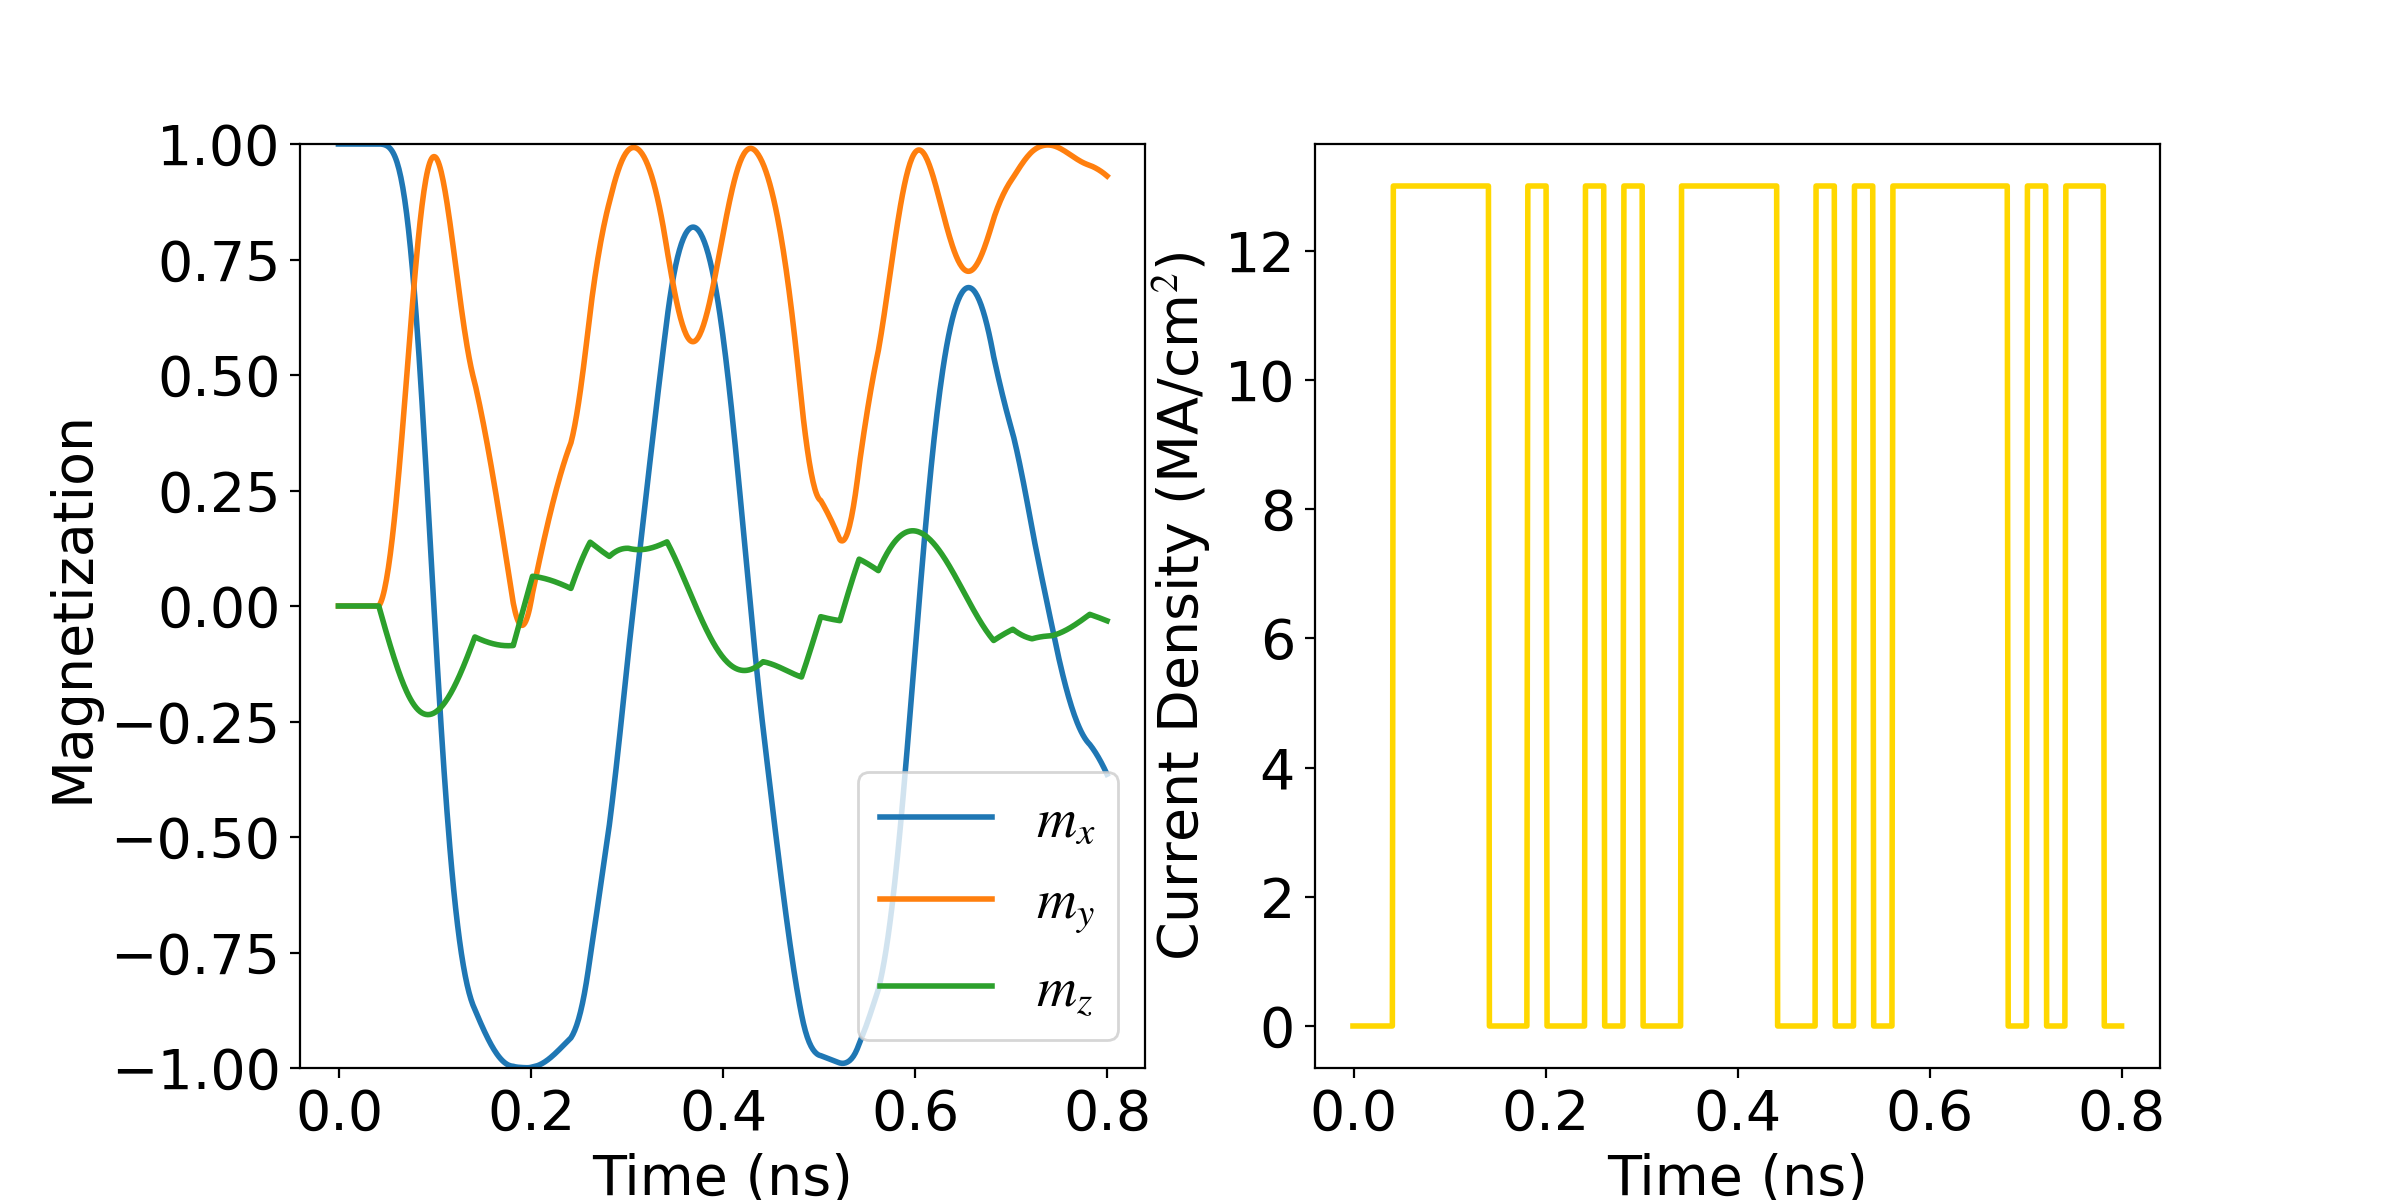 1.00
0.75
0.50
0.25
0.00
−0.25
−0.50
−0.75
−1.00
0.0 0.2 0.4 0.6 0.8
Time (ns)
Magnetization
m_x
m_y
m_z
12
10
8
6
4
2
0
0.0 0.2 0.4 0.6 0.8
Time (ns)
Current Density (MA/cm²)